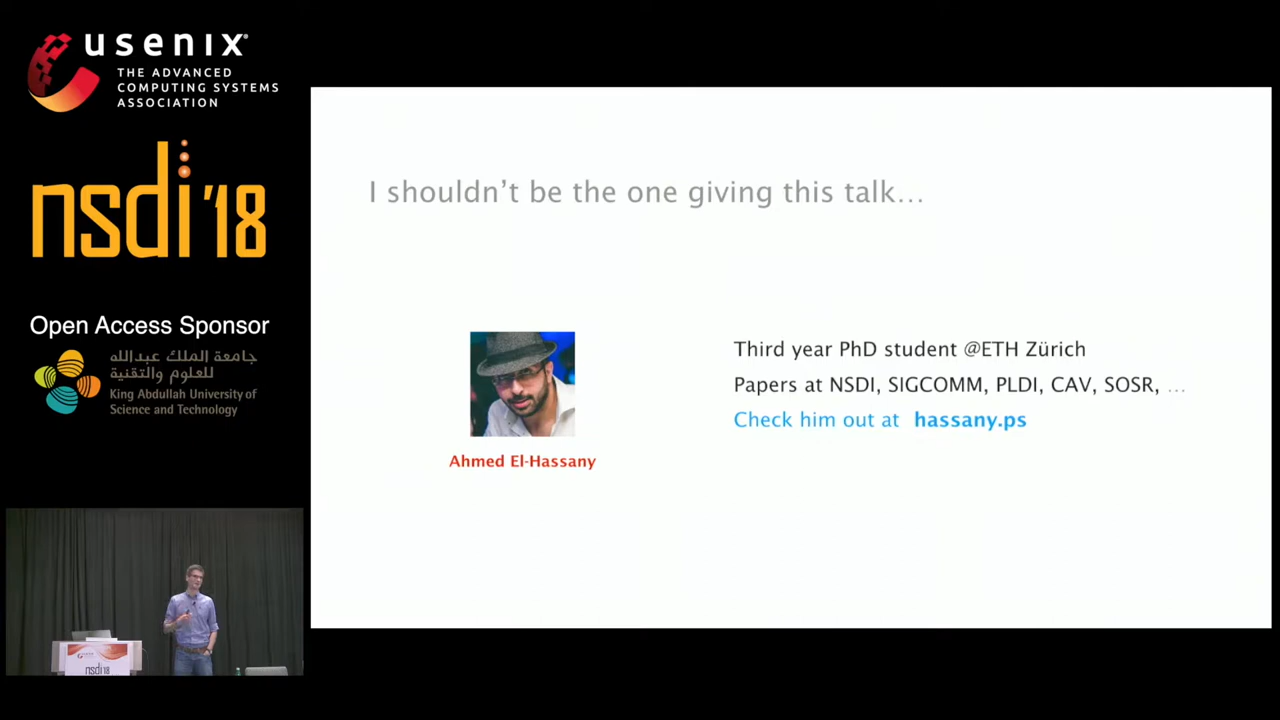 usenix
THE ADVANCED
COMPUTING SYSTEMS
ASSOCIATION
nsdi '18
Open Access Sponsor
جامعة الملك عبدالله
للعلوم والتقنية
King Abdullah University of
Science and Technology
I shouldn't be the one giving this talk…
Third year PhD student @ETH Zürich
Papers at NSDI, SIGCOMM, PLDI, CAV, SOSR, …
Check him out at hassany.ps
Ahmed El-Hassany
nsdi'18